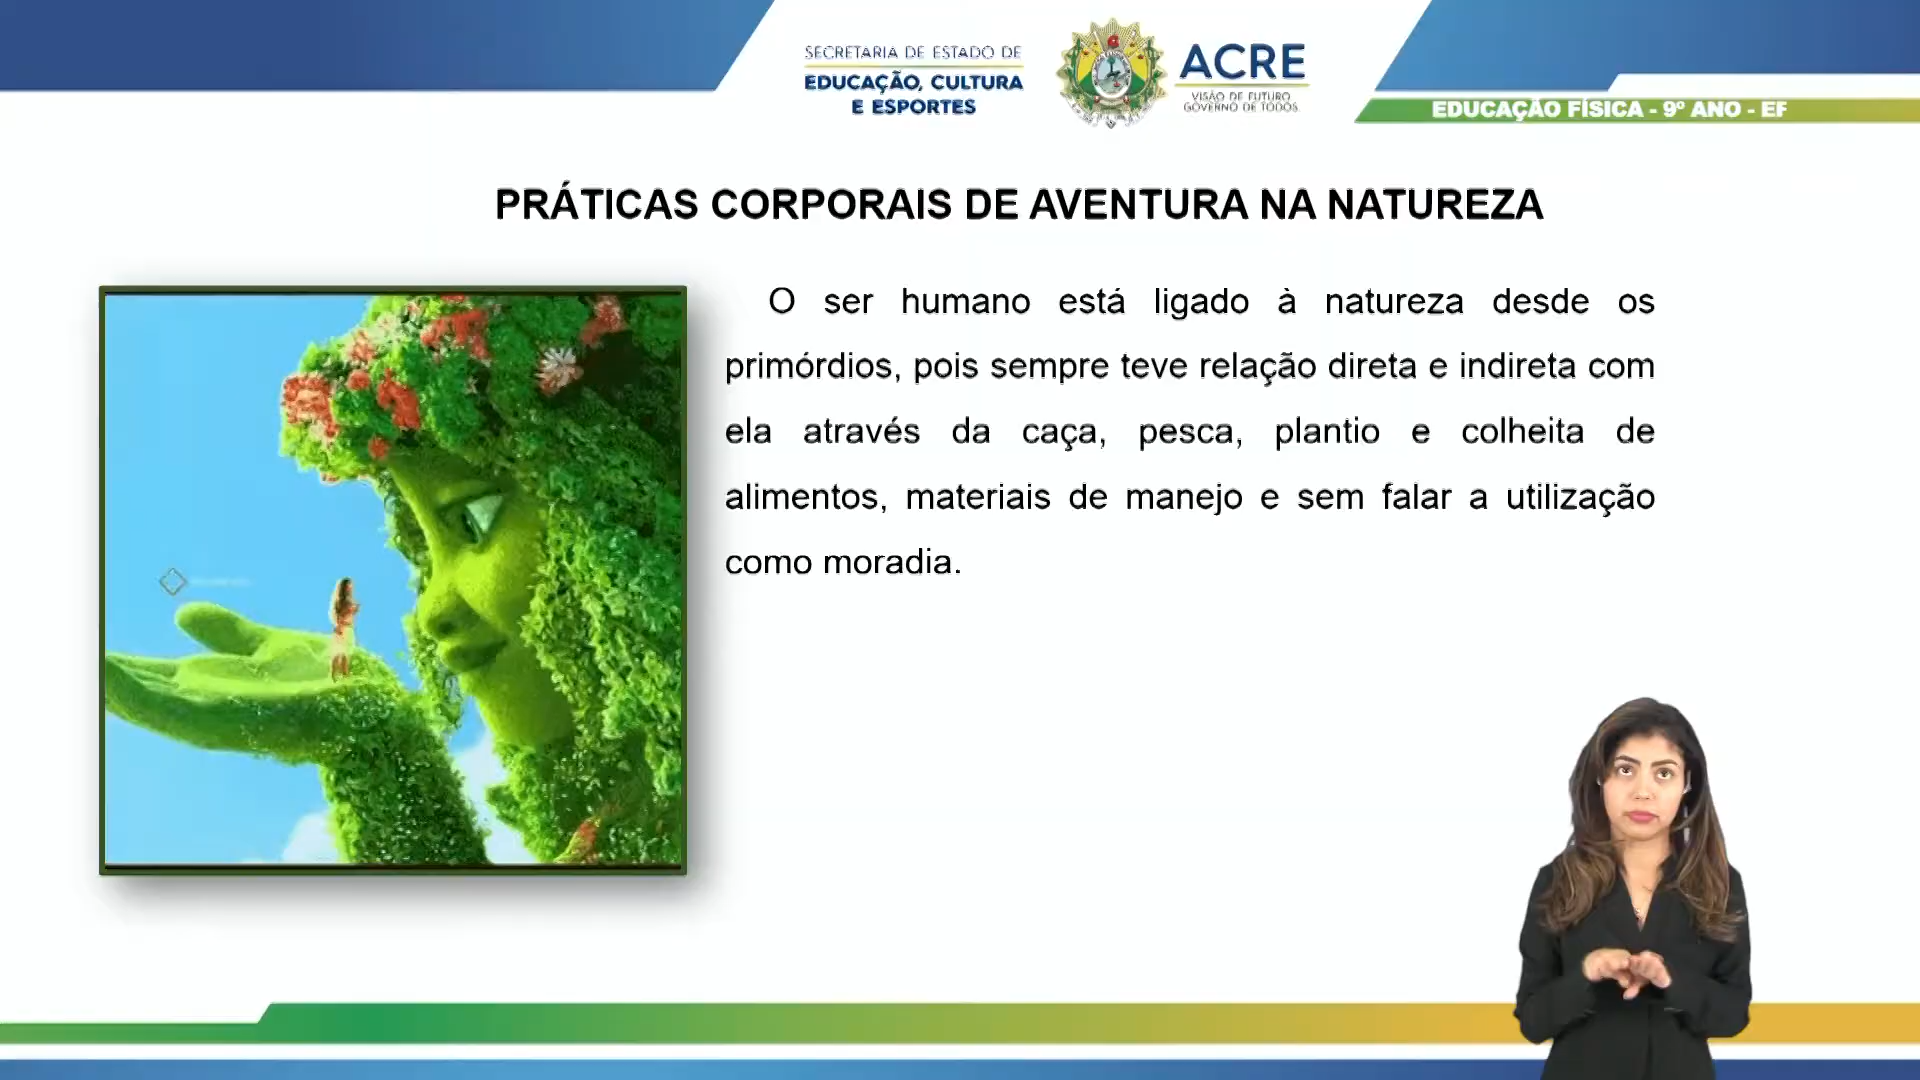 SECRETARIA DE ESTADO DE
EDUCAÇÃO, CULTURA
E ESPORTES
ACRE
VISÃO DE FUTURO
GOVERNO DE TODOS
EDUCAÇÃO FÍSICA - 9º ANO - EF
PRÁTICAS CORPORAIS DE AVENTURA NA NATUREZA
O ser humano está ligado à natureza desde os
primórdios, pois sempre teve relação direta e indireta com
ela através da caça, pesca, plantio e colheita de
alimentos, materiais de manejo e sem falar a utilização
como moradia.